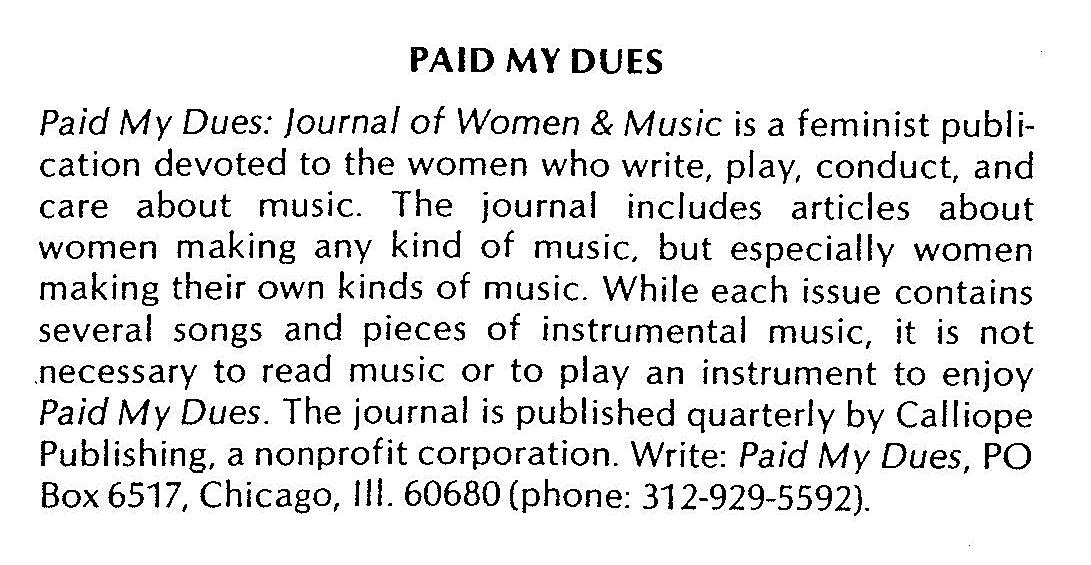 PAID MY DUES
Paid My Dues: Journal of Women & Music is a feminist publi-
cation devoted to the women who write, play, conduct, and
care about music. The journal includes articles about
women making any kind of music, but especially women
making their own kinds of music. While each issue contains
several songs and pieces of instrumental music, it is not
necessary to read music or to play an instrument to enjoy
Paid My Dues. The journal is published quarterly by Calliope
Publishing, a nonprofit corporation. Write: Paid My Dues, PO
Box 6517, Chicago, Ill. 60680 (phone: 312-929-5592).